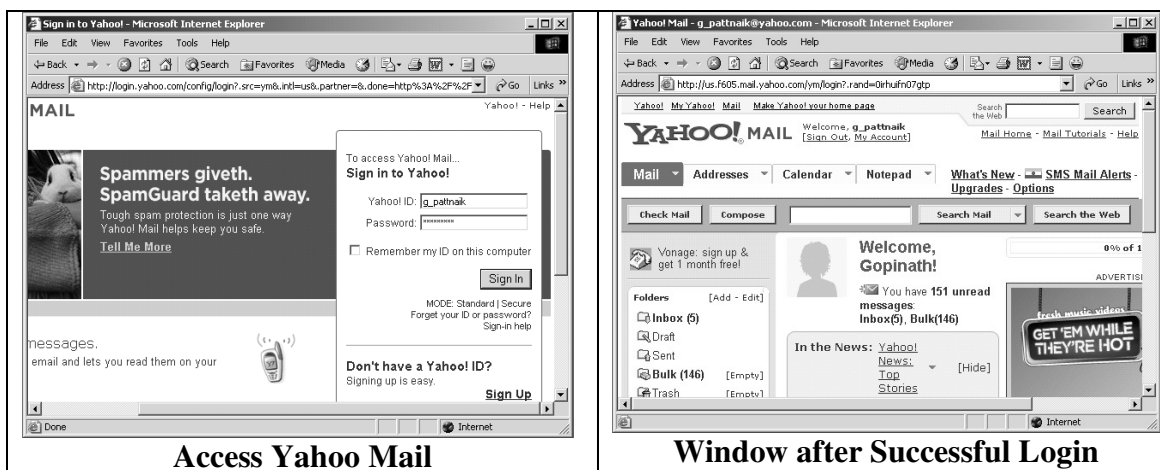 Sign in to Yahoo! - Microsoft Internet Explorer
File Edit View Favorites Tools Help
Back Search Favorites Media
Address http://login.yahoo.com/config/login?.src=ym&.intl=us&.partner=&.done=http%3A%2F%2F Go Links »
MAIL
Yahoo! - Help
Spammers giveth.
SpamGuard taketh away.
Tough spam protection is just one way
Yahoo! Mail helps keep you safe.
Tell Me More
To access Yahoo! Mail...
Sign in to Yahoo!
Yahoo! ID: g_pattnaik
Password: *********
Remember my ID on this computer
Sign In
MODE: Standard | Secure
Forget your ID or password?
Sign-in help
messages.
email and lets you read them on your
Don't have a Yahoo! ID?
Signing up is easy.
Sign Up
Done Internet
Access Yahoo Mail
Yahoo! Mail - g_pattnaik@yahoo.com - Microsoft Internet Explorer
File Edit View Favorites Tools Help
Back Search Favorites Media
Address http://us.f605.mail.yahoo.com/ym/login?.rand=0irhuifn07gtp Go Links »
Yahoo! My Yahoo! Mail Make Yahoo! your home page
Search the Web Search
YAHOO! MAIL
Welcome, g_pattnaik
[Sign Out, My Account]
Mail Home - Mail Tutorials - Help
Mail Addresses Calendar Notepad
What's New - SMS Mail Alerts -
Upgrades - Options
Check Mail Compose Search Mail Search the Web
Vonage: sign up &
get 1 month free!
Folders [Add - Edit]
Inbox (5)
Draft
Sent
Bulk (146) [Empty]
Trash [Empty]
Welcome,
Gopinath!
You have 151 unread
messages:
Inbox(5), Bulk(146)
In the News: Yahoo!
News:
Top
Stories
[Hide]
0% of 1
ADVERTIS
fresh music videos
GET 'EM WHILE
THEY'RE HOT
Internet
Window after Successful Login